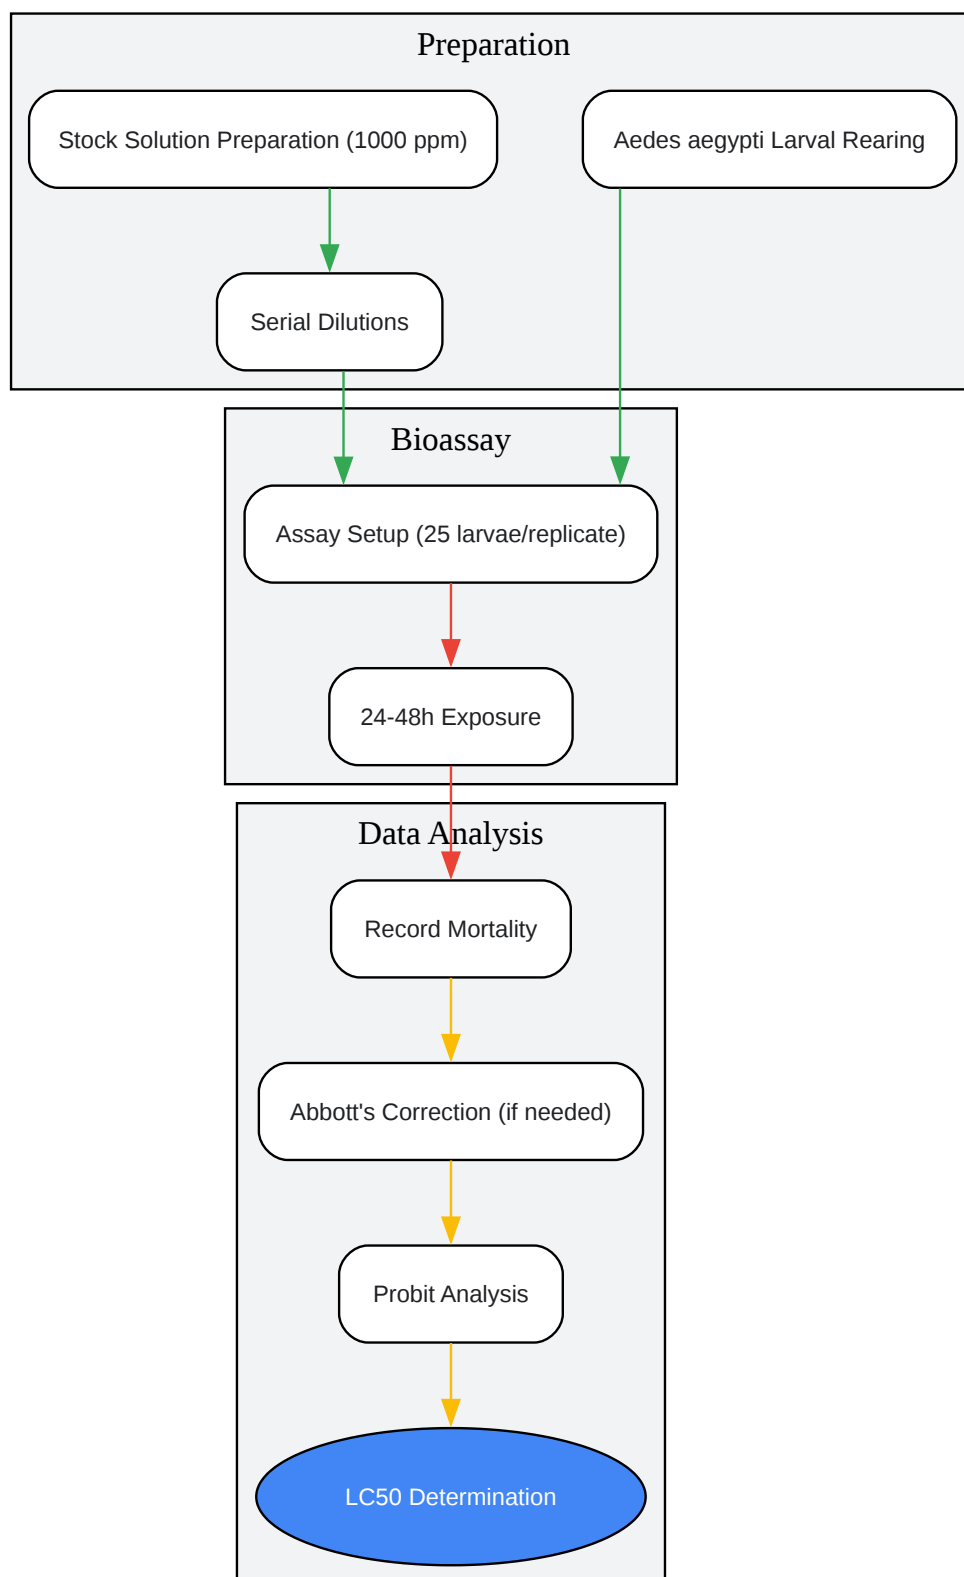 Preparation
Stock Solution Preparation (1000 ppm)
Aedes aegypti Larval Rearing
Serial Dilutions
Bioassay
Assay Setup (25 larvae/replicate)
24-48h Exposure
Data Analysis
Record Mortality
Abbott's Correction (if needed)
Probit Analysis
LC50 Determination